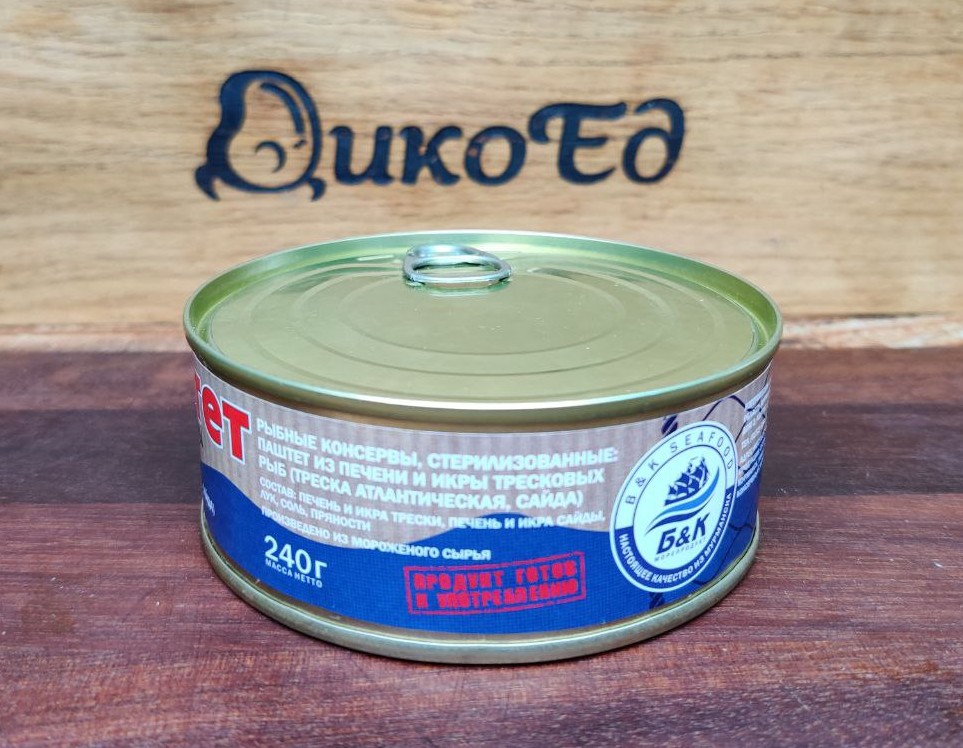 ДикоЕд
тет
РЫБНЫЕ КОНСЕРВЫ, СТЕРИЛИЗОВАННЫЕ:
ПАШТЕТ ИЗ ПЕЧЕНИ И ИКРЫ ТРЕСКОВЫХ
РЫБ (ТРЕСКА АТЛАНТИЧЕСКАЯ, САЙДА)
СОСТАВ: ПЕЧЕНЬ И ИКРА ТРЕСКИ, ПЕЧЕНЬ И ИКРА САЙДЫ,
ЛУК, СОЛЬ, ПРЯНОСТИ
ПРОИЗВЕДЕНО ИЗ МОРОЖЕНОГО СЫРЬЯ
240 г
МАССА НЕТТО
ПРОДУКТ ГОТОВ
К УПОТРЕБЛЕНИЮ
B & K SEAFOOD
Б&К
МОРЕПРОДУКТ
НАСТОЯЩЕЕ КАЧЕСТВО ИЗ МУРМАНСКА